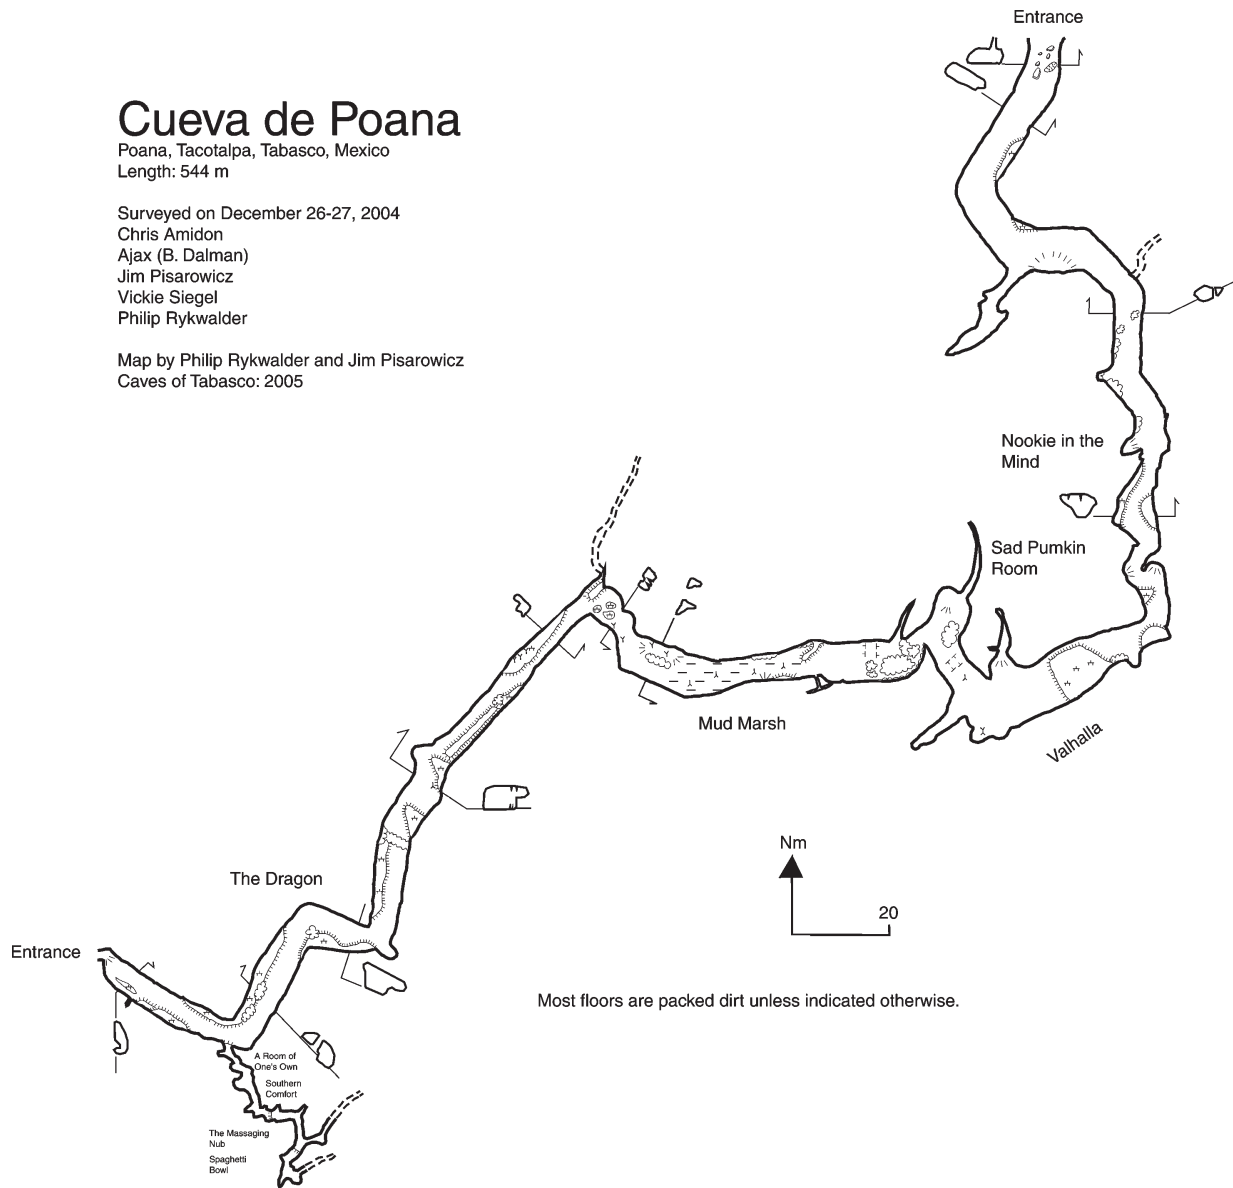 Entrance
Cueva de Poana
Poana, Tacotalpa, Tabasco, Mexico
Length: 544 m
Surveyed on December 26-27, 2004
Chris Amidon
Ajax (B. Dalman)
Jim Pisarowicz
Vickie Siegel
Philip Rykwalder
Map by Philip Rykwalder and Jim Pisarowicz
Caves of Tabasco: 2005
Nookie in the
Mind
Sad Pumkin
Room
Mud Marsh
Valhalla
Nm
20
The Dragon
Entrance
Most floors are packed dirt unless indicated otherwise.
A Room of
One's Own
Southern
Comfort
The Massaging
Nub
Spaghetti
Bowl